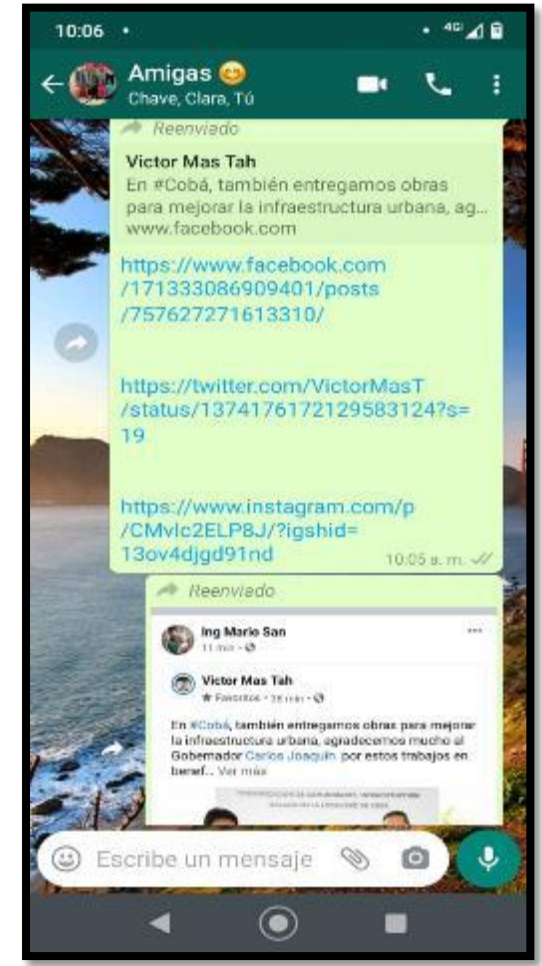 10:06
4G
Amigas
Chave, Clara, Tú
Reenviado
Victor Mas Tah
En #Cobá, también entregamos obras
para mejorar la infraestructura urbana, ag...
www.facebook.com
https://www.facebook.com
/171333086909401/posts
/757627271613310/
https://twitter.com/VictorMasT
/status/1374176172129583124?s=
19
https://www.instagram.com/p
/CMvlc2ELP8J/?igshid=
13ov4djgd91nd
10:05 a. m.
Reenviado
Ing Mario San
11 min
Victor Mas Tah
Favoritos
En #Cobá, también entregamos obras para mejorar
la infraestructura urbana, agradecemos mucho al
Gobernador Carlos Joaquín por estos trabajos en
benef... Ver más
Escribe un mensaje